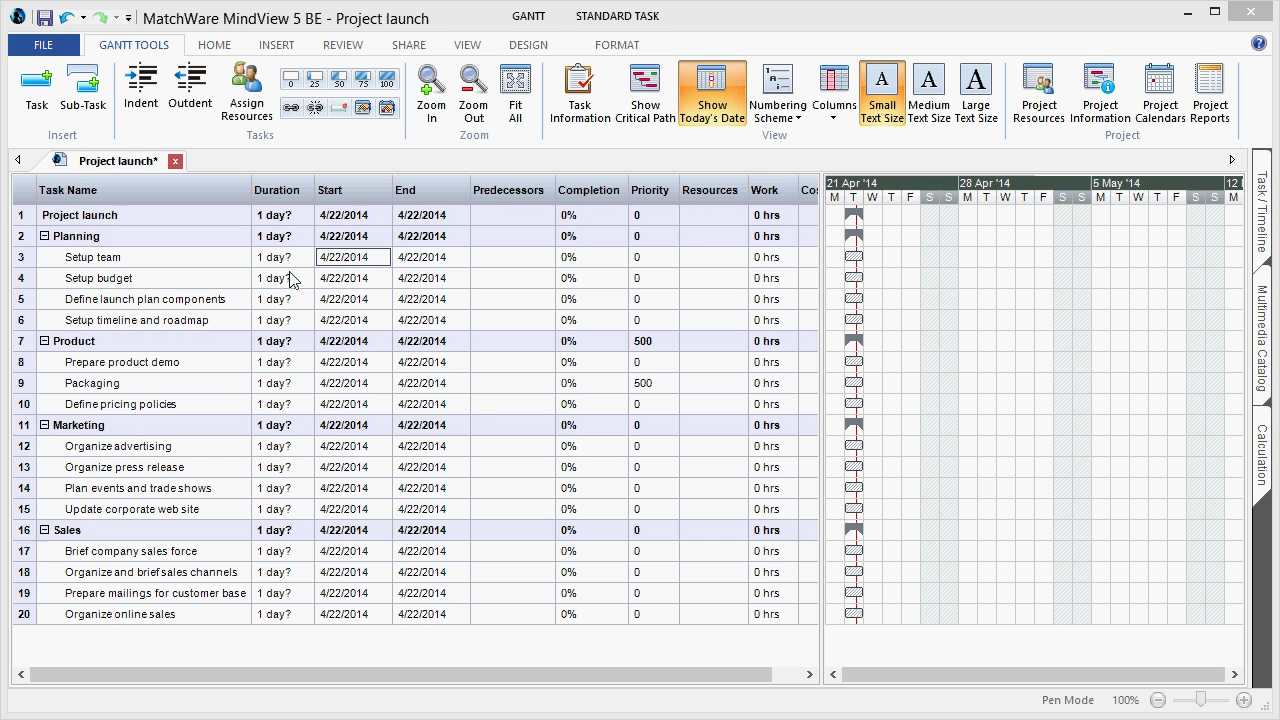 MatchWare MindView 5 BE - Project launch GANTT STANDARD TASK
FILE GANTT TOOLS HOME INSERT REVIEW SHARE VIEW DESIGN FORMAT
Task Sub-Task Indent Outdent Assign Resources 0 25 50 75 100 Zoom In Zoom Out Fit All Task Information Show Critical Path Show Today's Date Numbering Scheme Columns A Small Text Size A Medium Text Size A Large Text Size Project Resources Project Information Project Calendars Project Reports
Insert Tasks Zoom View Project
Project launch*
Task Name Duration Start End Predecessors Completion Priority Resources Work Cos
1 Project launch 1 day? 4/22/2014 4/22/2014 0% 0 0 hrs
2 Planning 1 day? 4/22/2014 4/22/2014 0% 0 0 hrs
3 Setup team 1 day? 4/22/2014 4/22/2014 0% 0 0 hrs
4 Setup budget 1 day? 4/22/2014 4/22/2014 0% 0 0 hrs
5 Define launch plan components 1 day? 4/22/2014 4/22/2014 0% 0 0 hrs
6 Setup timeline and roadmap 1 day? 4/22/2014 4/22/2014 0% 0 0 hrs
7 Product 1 day? 4/22/2014 4/22/2014 0% 500 0 hrs
8 Prepare product demo 1 day? 4/22/2014 4/22/2014 0% 0 0 hrs
9 Packaging 1 day? 4/22/2014 4/22/2014 0% 500 0 hrs
10 Define pricing policies 1 day? 4/22/2014 4/22/2014 0% 0 0 hrs
11 Marketing 1 day? 4/22/2014 4/22/2014 0% 0 0 hrs
12 Organize advertising 1 day? 4/22/2014 4/22/2014 0% 0 0 hrs
13 Organize press release 1 day? 4/22/2014 4/22/2014 0% 0 0 hrs
14 Plan events and trade shows 1 day? 4/22/2014 4/22/2014 0% 0 0 hrs
15 Update corporate web site 1 day? 4/22/2014 4/22/2014 0% 0 0 hrs
16 Sales 1 day? 4/22/2014 4/22/2014 0% 0 0 hrs
17 Brief company sales force 1 day? 4/22/2014 4/22/2014 0% 0 0 hrs
18 Organize and brief sales channels 1 day? 4/22/2014 4/22/2014 0% 0 0 hrs
19 Prepare mailings for customer base 1 day? 4/22/2014 4/22/2014 0% 0 0 hrs
20 Organize online sales 1 day? 4/22/2014 4/22/2014 0% 0 0 hrs
21 Apr '14 28 Apr '14 5 May '14 12
M T W T F S S M T W T F S S M T W T F S S M
Task / Timeline
Multimedia Catalog
Calculation
Pen Mode 100%